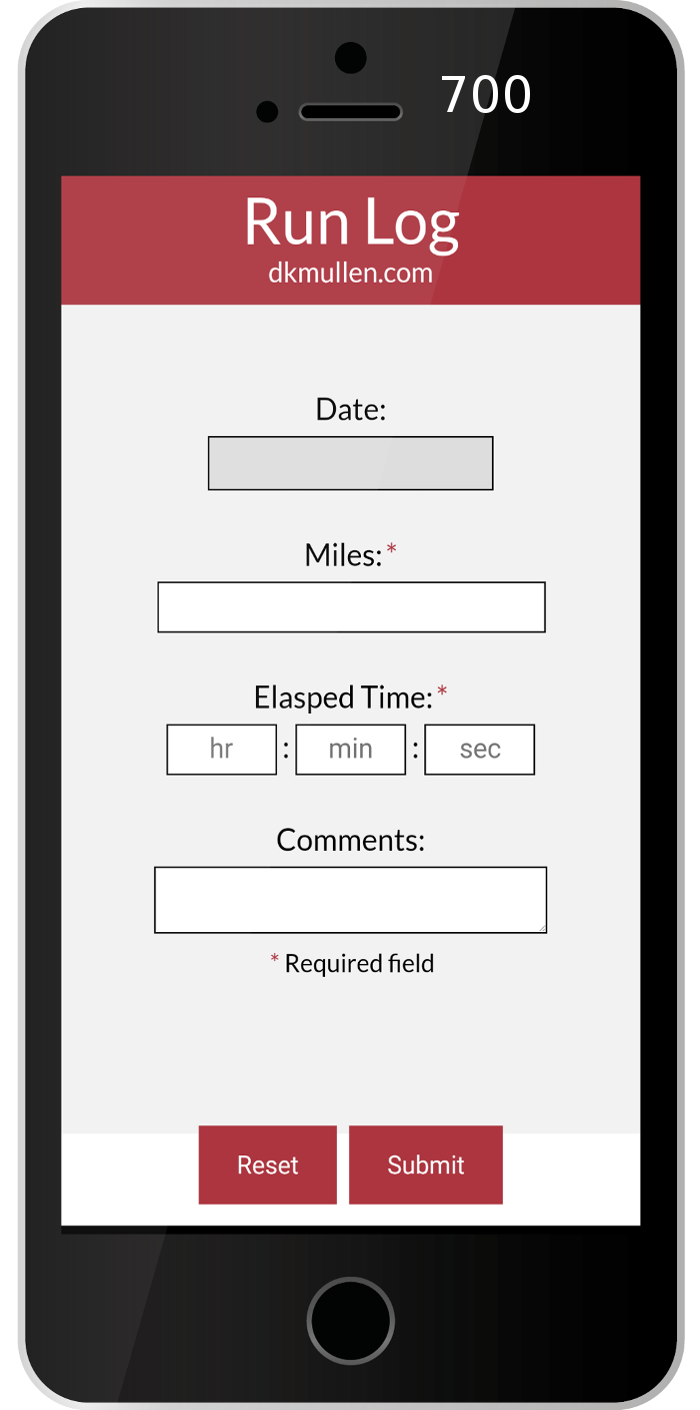 700
Run Log
dkmullen.com
Date:
Miles:*
Elasped Time:*
hr : min : sec
Comments:
* Required field
Reset Submit